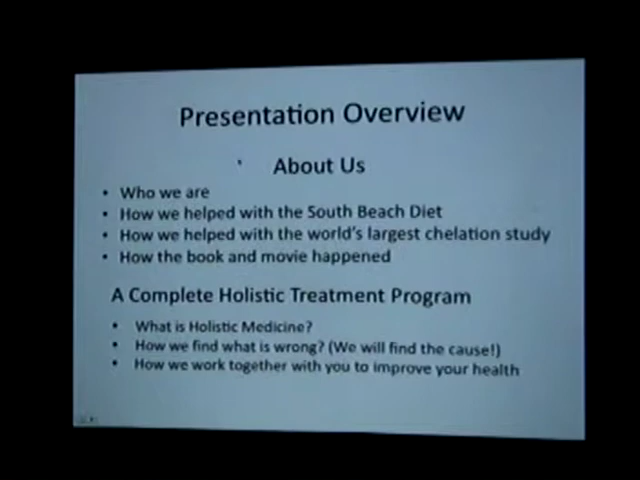 Presentation Overview
About Us
• Who we are
• How we helped with the South Beach Diet
• How we helped with the world's largest chelation study
• How the book and movie happened
A Complete Holistic Treatment Program
• What is Holistic Medicine?
• How we find what is wrong? (We will find the cause!)
• How we work together with you to improve your health